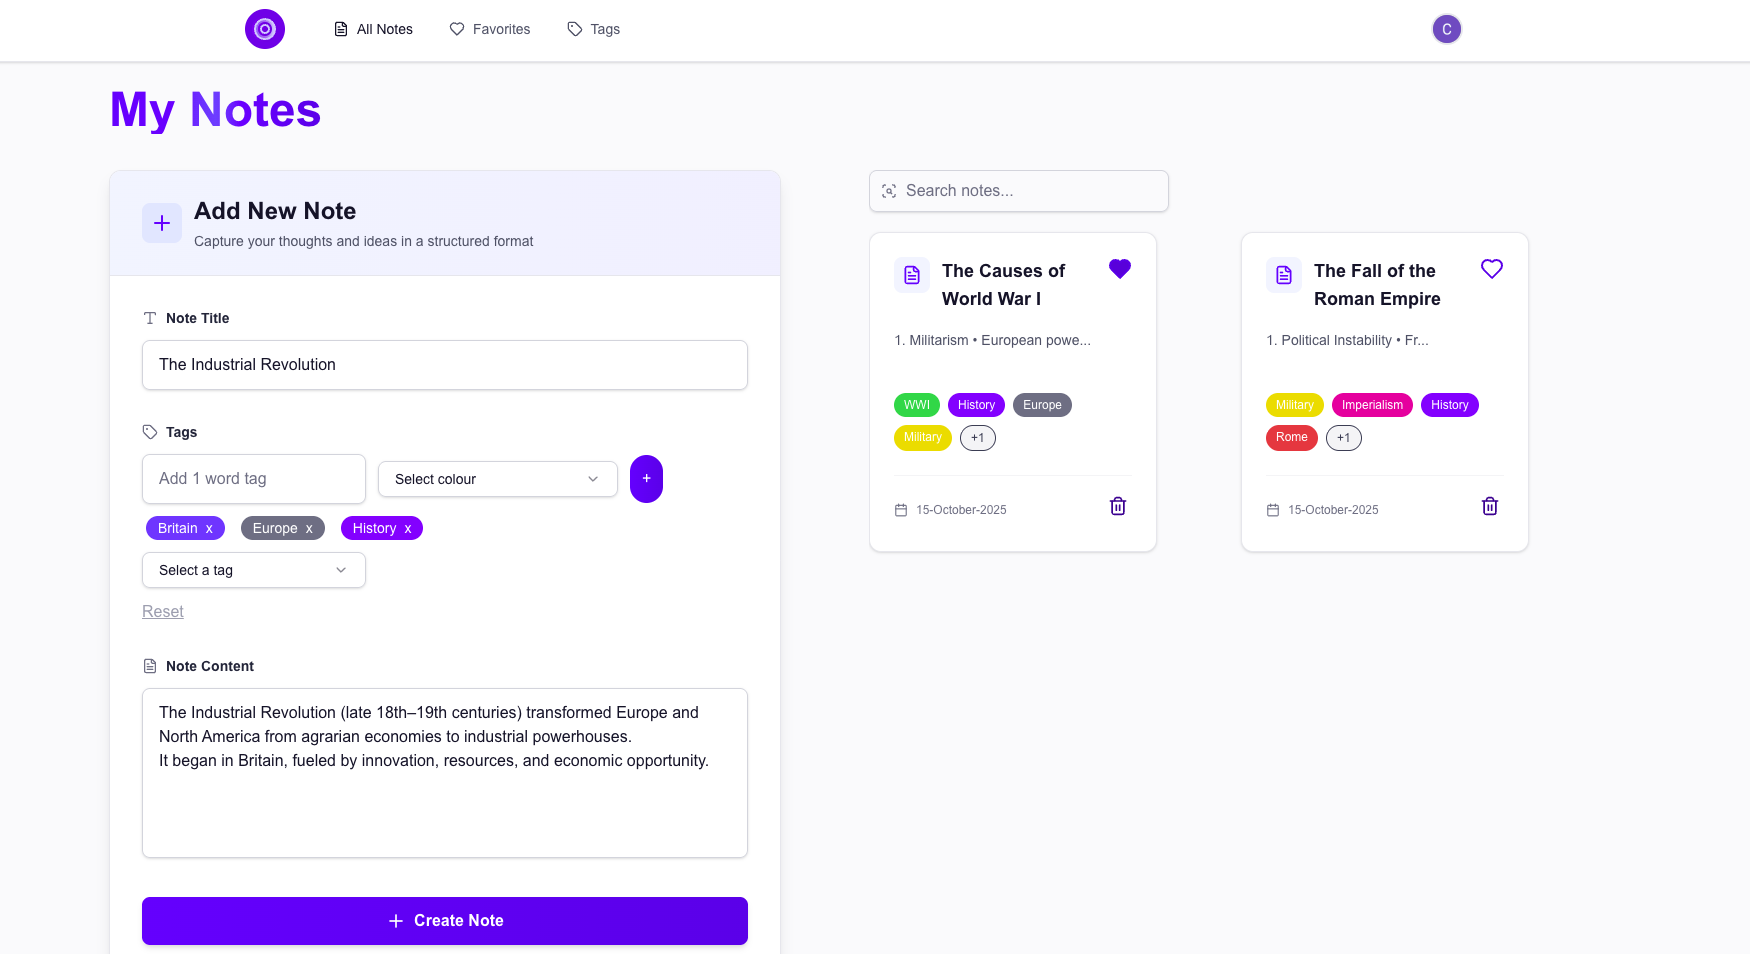 All Notes
Favorites
Tags
C
My Notes
Add New Note
Capture your thoughts and ideas in a structured format
Note Title
The Industrial Revolution
Tags
Add 1 word tag
Select colour
+
Britain x
Europe x
History x
Select a tag
Reset
Note Content
The Industrial Revolution (late 18th–19th centuries) transformed Europe and
North America from agrarian economies to industrial powerhouses.
It began in Britain, fueled by innovation, resources, and economic opportunity.
Create Note
Search notes...
The Causes of
World War I
1. Militarism • European powe...
WWI
History
Europe
Military
+1
15-October-2025
The Fall of the
Roman Empire
1. Political Instability • Fr...
Military
Imperialism
History
Rome
+1
15-October-2025